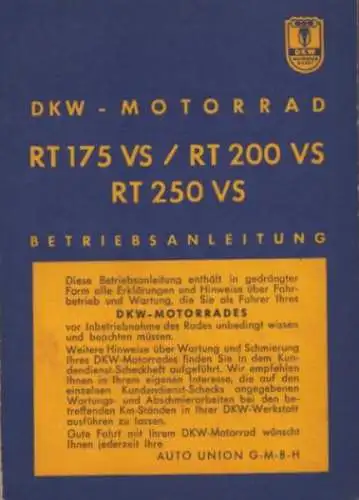 DKW
DKW - MOTORRAD
RT 175 VS / RT 200 VS
RT 250 VS
BETRIEBSANLEITUNG
Diese Betriebsanleitung enthält in gedrängter
Form alle Erklärungen und Hinweise über Fahr-
betrieb und Wartung, die Sie als Fahrer Ihres
DKW-MOTORRADES
vor Inbetriebnahme des Rades unbedingt wissen
und beachten müssen.
Weitere Hinweise über Wartung und Schmierung
Ihres DKW-Motorrades finden Sie in dem Kun-
dendienst-Scheckheft aufgeführt. Wir empfehlen
Ihnen in Ihrem eigenen Interesse, die auf den
einzelnen Kundendienst-Schecks angegebenen
Wartungs- und Abschmierarbeiten bei den be-
treffenden Km-Ständen in Ihrer DKW-Werkstatt
ausführen zu lassen.
Gute Fahrt mit Ihrem DKW-Motorrad wünscht
Ihnen jederzeit Ihre
AUTO UNION G-M-B-H